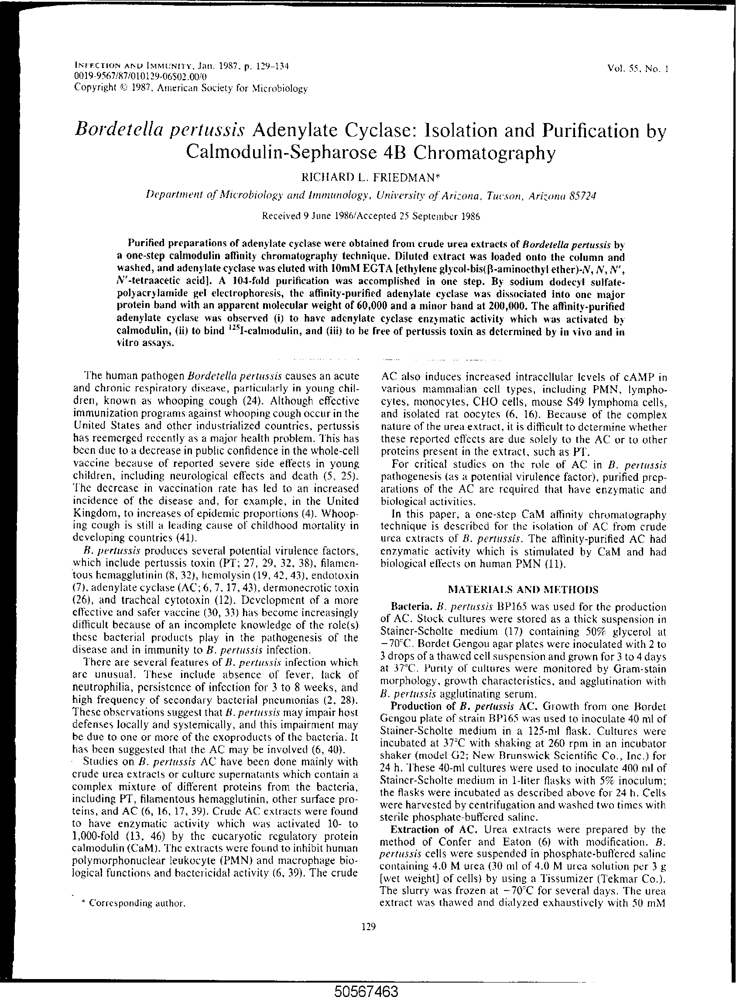 INFECTION AND IMMUNITY, Jan. 1987, p. 129-134
0019-9567/87/010129-06$02.00/0
Copyright © 1987, American Society for Microbiology
Vol. 55, No. 1
Bordetella pertussis Adenylate Cyclase: Isolation and Purification by
Calmodulin-Sepharose 4B Chromatography
RICHARD L. FRIEDMAN*
Department of Microbiology and Immunology, University of Arizona, Tucson, Arizona 85724
Received 9 June 1986/Accepted 25 September 1986
Purified preparations of adenylate cyclase were obtained from crude urea extracts of Bordetella pertussis by
a one-step calmodulin affinity chromatography technique. Diluted extract was loaded onto the column and
washed, and adenylate cyclase was eluted with 10mM EGTA [ethylene glycol-bis(β-aminoethyl ether)-N, N, N',
N'-tetraacetic acid]. A 104-fold purification was accomplished in one step. By sodium dodecyl sulfate-
polyacrylamide gel electrophoresis, the affinity-purified adenylate cyclase was dissociated into one major
protein band with an apparent molecular weight of 60,000 and a minor band at 200,000. The affinity-purified
adenylate cyclase was observed (i) to have adenylate cyclase enzymatic activity which was activated by
calmodulin, (ii) to bind ¹²⁵I-calmodulin, and (iii) to be free of pertussis toxin as determined by in vivo and in
vitro assays.
The human pathogen Bordetella pertussis causes an acute
and chronic respiratory disease, particularly in young chil-
dren, known as whooping cough (24). Although effective
immunization programs against whooping cough occur in the
United States and other industrialized countries, pertussis
has reemerged recently as a major health problem. This has
been due to a decrease in public confidence in the whole-cell
vaccine because of reported severe side effects in young
children, including neurological effects and death (5, 25).
The decrease in vaccination rate has led to an increased
incidence of the disease and, for example, in the United
Kingdom, to increases of epidemic proportions (4). Whoop-
ing cough is still a leading cause of childhood mortality in
developing countries (41).
B. pertussis produces several potential virulence factors,
which include pertussis toxin (PT; 27, 29, 32, 38), filamen-
tous hemagglutinin (8, 32), hemolysin (19, 42, 43), endotoxin
(7), adenylate cyclase (AC; 6, 7, 17, 43), dermonecrotic toxin
(26), and tracheal cytotoxin (12). Development of a more
effective and safer vaccine (30, 33) has become increasingly
difficult because of an incomplete knowledge of the role(s)
these bacterial products play in the pathogenesis of the
disease and in immunity to B. pertussis infection.
There are several features of B. pertussis infection which
are unusual. These include absence of fever, lack of
neutrophilia, persistence of infection for 3 to 8 weeks, and
high frequency of secondary bacterial pneumonias (2, 28).
These observations suggest that B. pertussis may impair host
defenses locally and systemically, and this impairment may
be due to one or more of the exoproducts of the bacteria. It
has been suggested that the AC may be involved (6, 40).
Studies on B. pertussis AC have been done mainly with
crude urea extracts or culture supernatants which contain a
complex mixture of different proteins from the bacteria,
including PT, filamentous hemagglutinin, other surface pro-
teins, and AC (6, 16, 17, 39). Crude AC extracts were found
to have enzymatic activity which was activated 10- to
1,000-fold (13, 46) by the eucaryotic regulatory protein
calmodulin (CaM). The extracts were found to inhibit human
polymorphonuclear leukocyte (PMN) and macrophage bio-
logical functions and bactericidal activity (6, 39). The crude
* Corresponding author.
AC also induces increased intracellular levels of cAMP in
various mammalian cell types, including PMN, lympho-
cytes, monocytes, CHO cells, mouse S49 lymphoma cells,
and isolated rat oocytes (6, 16). Because of the complex
nature of the urea extract, it is difficult to determine whether
these reported effects are due solely to the AC or to other
proteins present in the extract, such as PT.
For critical studies on the role of AC in B. pertussis
pathogenesis (as a potential virulence factor), purified prep-
arations of the AC are required that have enzymatic and
biological activities.
In this paper, a one-step CaM affinity chromatography
technique is described for the isolation of AC from crude
urea extracts of B. pertussis. The affinity-purified AC had
enzymatic activity which is stimulated by CaM and had
biological effects on human PMN (11).
MATERIALS AND METHODS
Bacteria. B. pertussis BP165 was used for the production
of AC. Stock cultures were stored as a thick suspension in
Stainer-Scholte medium (17) containing 50% glycerol at
−70°C. Bordet Gengou agar plates were inoculated with 2 to
3 drops of a thawed cell suspension and grown for 3 to 4 days
at 37°C. Purity of cultures were monitored by Gram-stain
morphology, growth characteristics, and agglutination with
B. pertussis agglutinating serum.
Production of B. pertussis AC. Growth from one Bordet
Gengou plate of strain BP165 was used to inoculate 40 ml of
Stainer-Scholte medium in a 125-ml flask. Cultures were
incubated at 37°C with shaking at 260 rpm in an incubator
shaker (model G2; New Brunswick Scientific Co., Inc.) for
24 h. These 40-ml cultures were used to inoculate 400 ml of
Stainer-Scholte medium in 1-liter flasks with 5% inoculum;
the flasks were incubated as described above for 24 h. Cells
were harvested by centrifugation and washed two times with
sterile phosphate-buffered saline.
Extraction of AC. Urea extracts were prepared by the
method of Confer and Eaton (6) with modification. B.
pertussis cells were suspended in phosphate-buffered saline
containing 4.0 M urea (30 ml of 4.0 M urea solution per 3 g
[wet weight] of cells) by using a Tissumizer (Tekmar Co.).
The slurry was frozen at −70°C for several days. The urea
extract was thawed and dialyzed exhaustively with 50 mM
129
50567463